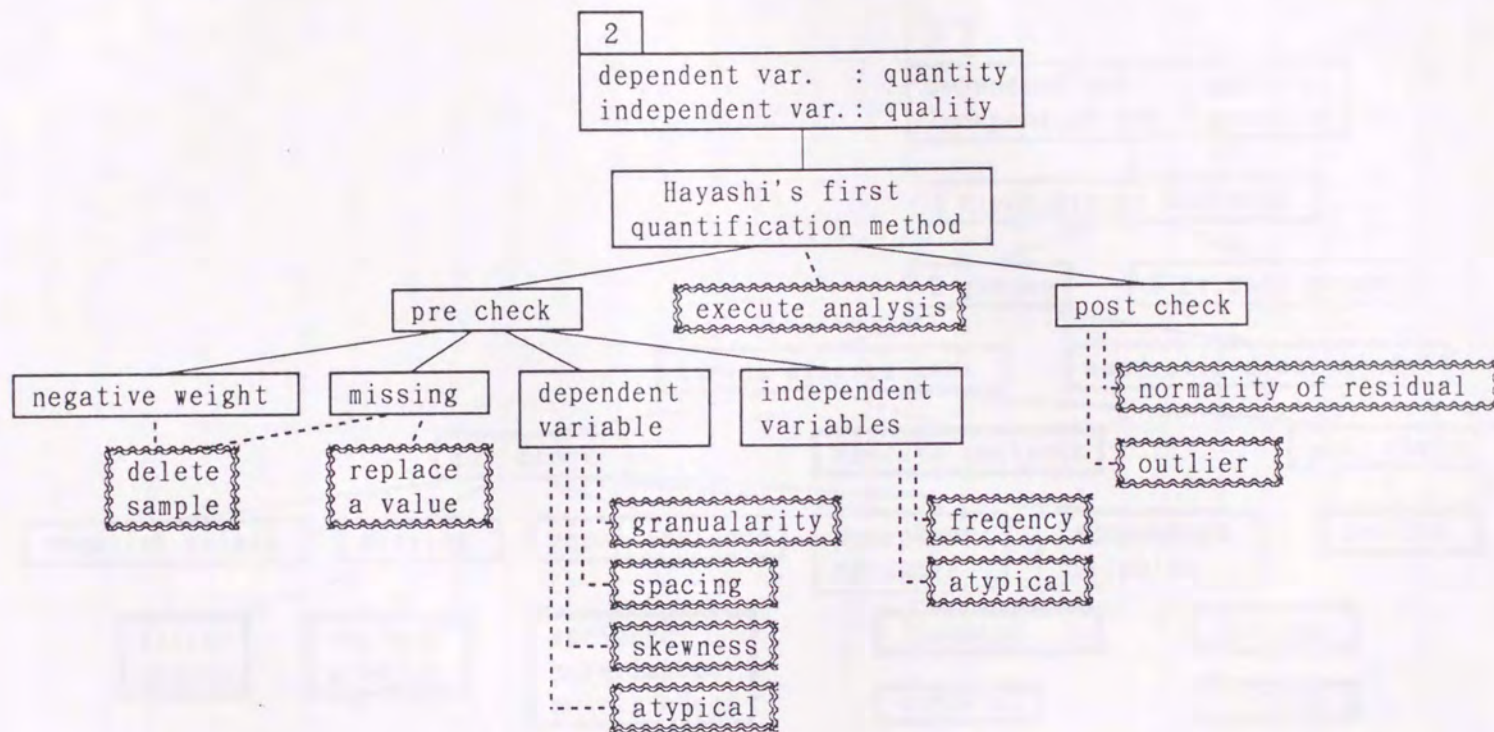 2
dependent var. : quantity
independent var.: quality
Hayashi's first
quantification method
pre check
execute analysis
post check
negative weight
missing
dependent
variable
independent
variables
normality of residual
outlier
delete
sample
replace
a value
granualarity
spacing
skewness
atypical
freqency
atypical